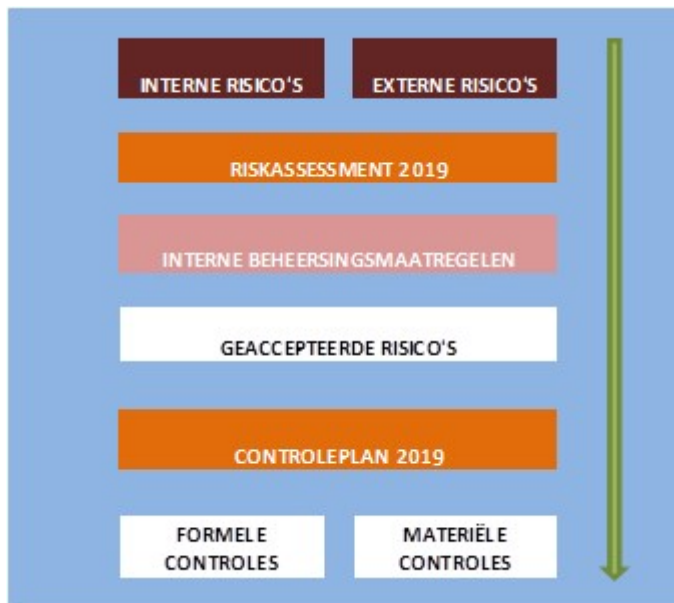 INTERNE RISICO'S
EXTERNE RISICO'S
RISKASSESSMENT 2019
INTERNE BEHEERSINGSMAATREGELEN
GEACCEPTEERDE RISICO'S
CONTROLEPLAN 2019
FORMELE
CONTROLES
MATERIËLE
CONTROLES